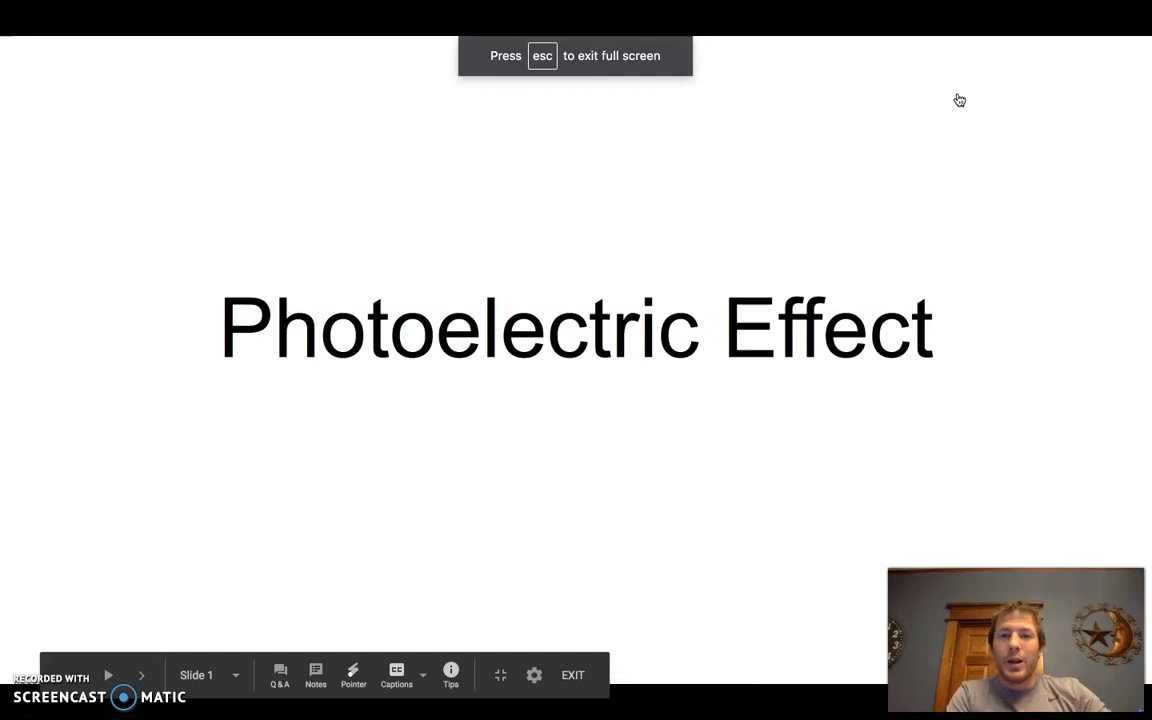 Press esc to exit full screen
Photoelectric Effect
Slide 1
Q & A
Notes
Pointer
CC
Captions
Tips
EXIT
RECORDED WITH
SCREENCAST MATIC